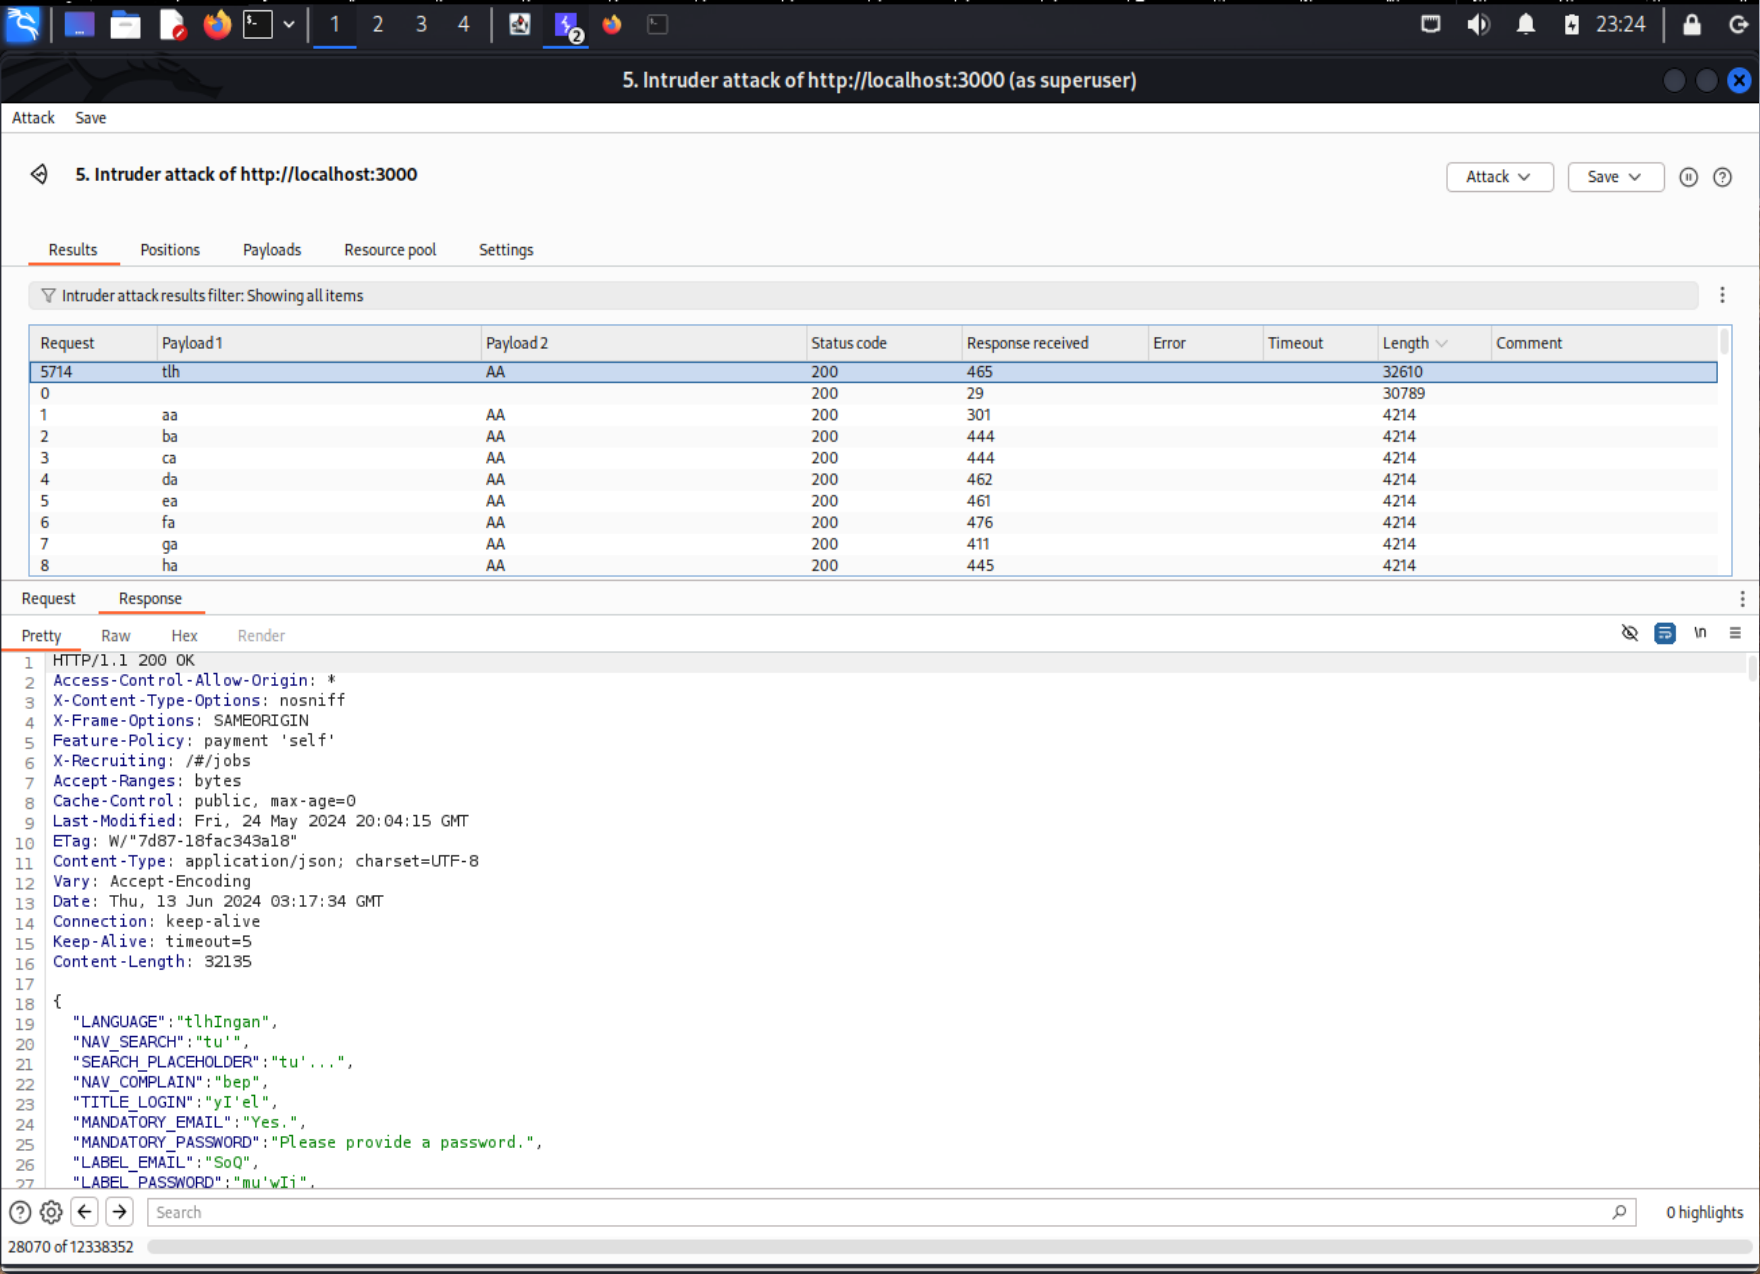 1 2 3 4 2 23:24
5. Intruder attack of http://localhost:3000 (as superuser)
Attack Save
5. Intruder attack of http://localhost:3000 Attack Save
Results Positions Payloads Resource pool Settings
Intruder attack results filter: Showing all items
Request Payload 1 Payload 2 Status code Response received Error Timeout Length Comment
5714 tlh AA 200 465 32610
0 200 29 30789
1 aa AA 200 301 4214
2 ba AA 200 444 4214
3 ca AA 200 444 4214
4 da AA 200 462 4214
5 ea AA 200 461 4214
6 fa AA 200 476 4214
7 ga AA 200 411 4214
8 ha AA 200 445 4214
Request Response
Pretty Raw Hex Render \n
1 HTTP/1.1 200 OK
2 Access-Control-Allow-Origin: *
3 X-Content-Type-Options: nosniff
4 X-Frame-Options: SAMEORIGIN
5 Feature-Policy: payment 'self'
6 X-Recruiting: /#/jobs
7 Accept-Ranges: bytes
8 Cache-Control: public, max-age=0
9 Last-Modified: Fri, 24 May 2024 20:04:15 GMT
10 ETag: W/"7d87-18fac343a18"
11 Content-Type: application/json; charset=UTF-8
12 Vary: Accept-Encoding
13 Date: Thu, 13 Jun 2024 03:17:34 GMT
14 Connection: keep-alive
15 Keep-Alive: timeout=5
16 Content-Length: 32135
17
18 {
19 "LANGUAGE":"tlhIngan",
20 "NAV_SEARCH":"tu'",
21 "SEARCH_PLACEHOLDER":"tu'...",
22 "NAV_COMPLAIN":"bep",
23 "TITLE_LOGIN":"yI'el",
24 "MANDATORY_EMAIL":"Yes.",
25 "MANDATORY_PASSWORD":"Please provide a password.",
26 "LABEL_EMAIL":"SoQ",
27 "LABEL_PASSWORD":"mu'wIj",
Search 0 highlights
28070 of 12338352